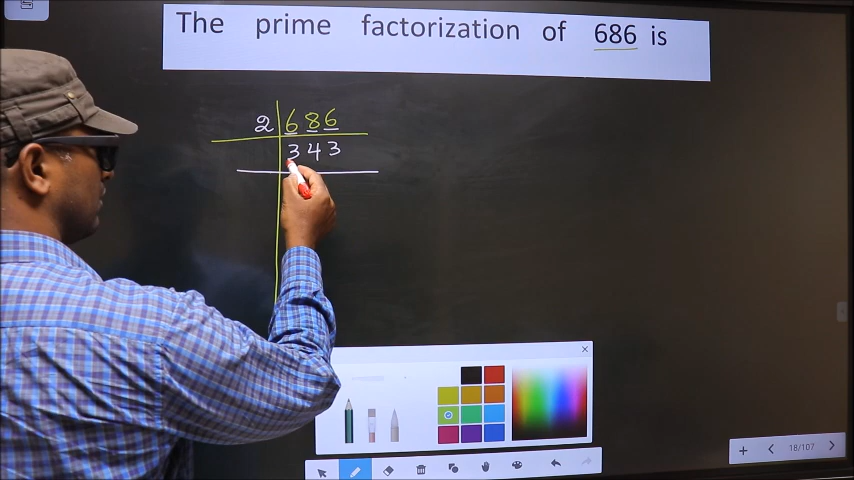 The prime factorization of 686 is
2 686
343
18/107